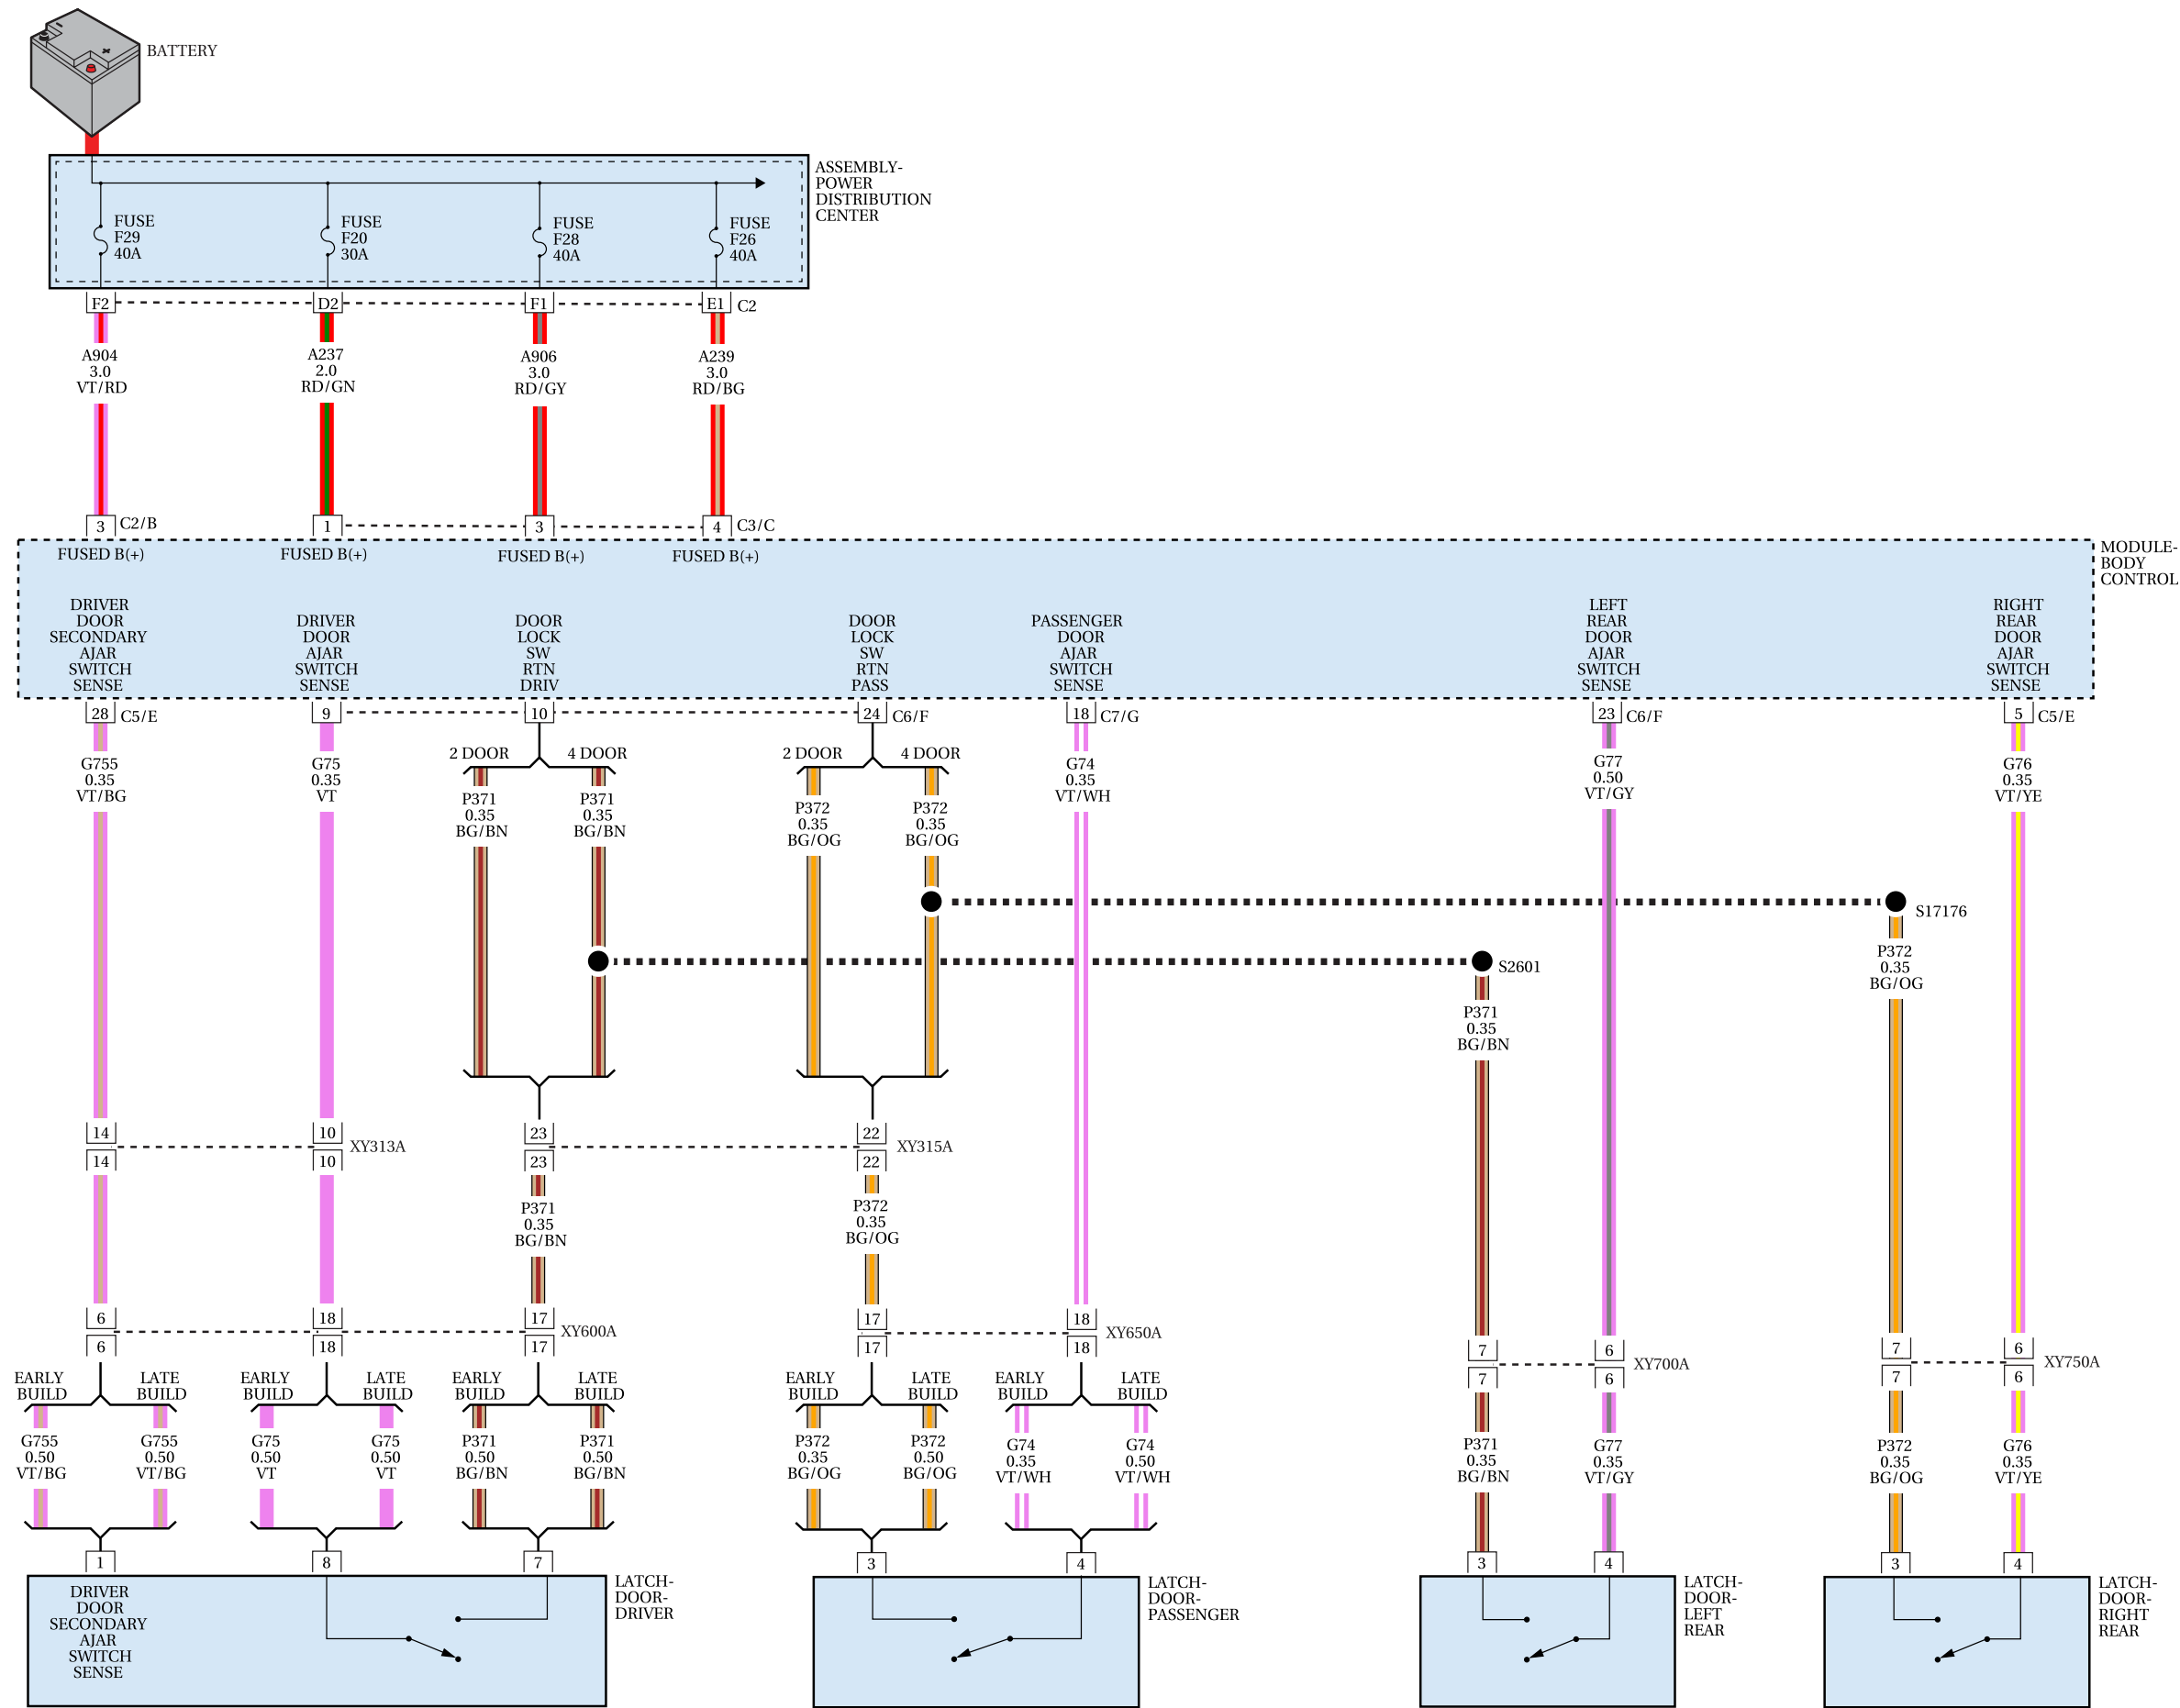 BATTERY
ASSEMBLY-
POWER
DISTRIBUTION
CENTER
FUSE
F29
40A
FUSE
F20
30A
FUSE
F28
40A
FUSE
F26
40A
F2
D2
F1
E1
C2
A904
3.0
VT/RD
A237
2.0
RD/GN
A906
3.0
RD/GY
A239
3.0
RD/BG
3
C2/B
1
3
4
C3/C
FUSED B(+)
FUSED B(+)
FUSED B(+)
FUSED B(+)
MODULE-
BODY
CONTROL
DRIVER
DOOR
SECONDARY
AJAR
SWITCH
SENSE
DRIVER
DOOR
AJAR
SWITCH
SENSE
DOOR
LOCK
SW
RTN
DRIV
DOOR
LOCK
SW
RTN
PASS
PASSENGER
DOOR
AJAR
SWITCH
SENSE
LEFT
REAR
DOOR
AJAR
SWITCH
SENSE
RIGHT
REAR
DOOR
AJAR
SWITCH
SENSE
28
C5/E
9
10
24
C6/F
18
C7/G
23
C6/F
5
C5/E
G755
0.35
VT/BG
G75
0.35
VT
2 DOOR
4 DOOR
P371
0.35
BG/BN
P371
0.35
BG/BN
2 DOOR
4 DOOR
P372
0.35
BG/OG
P372
0.35
BG/OG
G74
0.35
VT/WH
G77
0.50
VT/GY
G76
0.35
VT/YE
S17176
S2601
P372
0.35
BG/OG
P371
0.35
BG/BN
14
10
XY313A
14
10
23
22
XY315A
23
22
P371
0.35
BG/BN
P372
0.35
BG/OG
6
18
17
XY600A
6
18
17
17
18
XY650A
17
18
7
6
XY700A
7
6
7
6
XY750A
7
6
EARLY
BUILD
LATE
BUILD
EARLY
BUILD
LATE
BUILD
EARLY
BUILD
LATE
BUILD
EARLY
BUILD
LATE
BUILD
EARLY
BUILD
LATE
BUILD
G755
0.50
VT/BG
G755
0.50
VT/BG
G75
0.50
VT
G75
0.50
VT
P371
0.50
BG/BN
P371
0.50
BG/BN
P372
0.35
BG/OG
P372
0.50
BG/OG
G74
0.35
VT/WH
G74
0.50
VT/WH
P371
0.35
BG/BN
G77
0.35
VT/GY
P372
0.35
BG/OG
G76
0.35
VT/YE
1
8
7
3
4
3
4
3
4
DRIVER
DOOR
SECONDARY
AJAR
SWITCH
SENSE
LATCH-
DOOR-
DRIVER
LATCH-
DOOR-
PASSENGER
LATCH-
DOOR-
LEFT
REAR
LATCH-
DOOR-
RIGHT
REAR